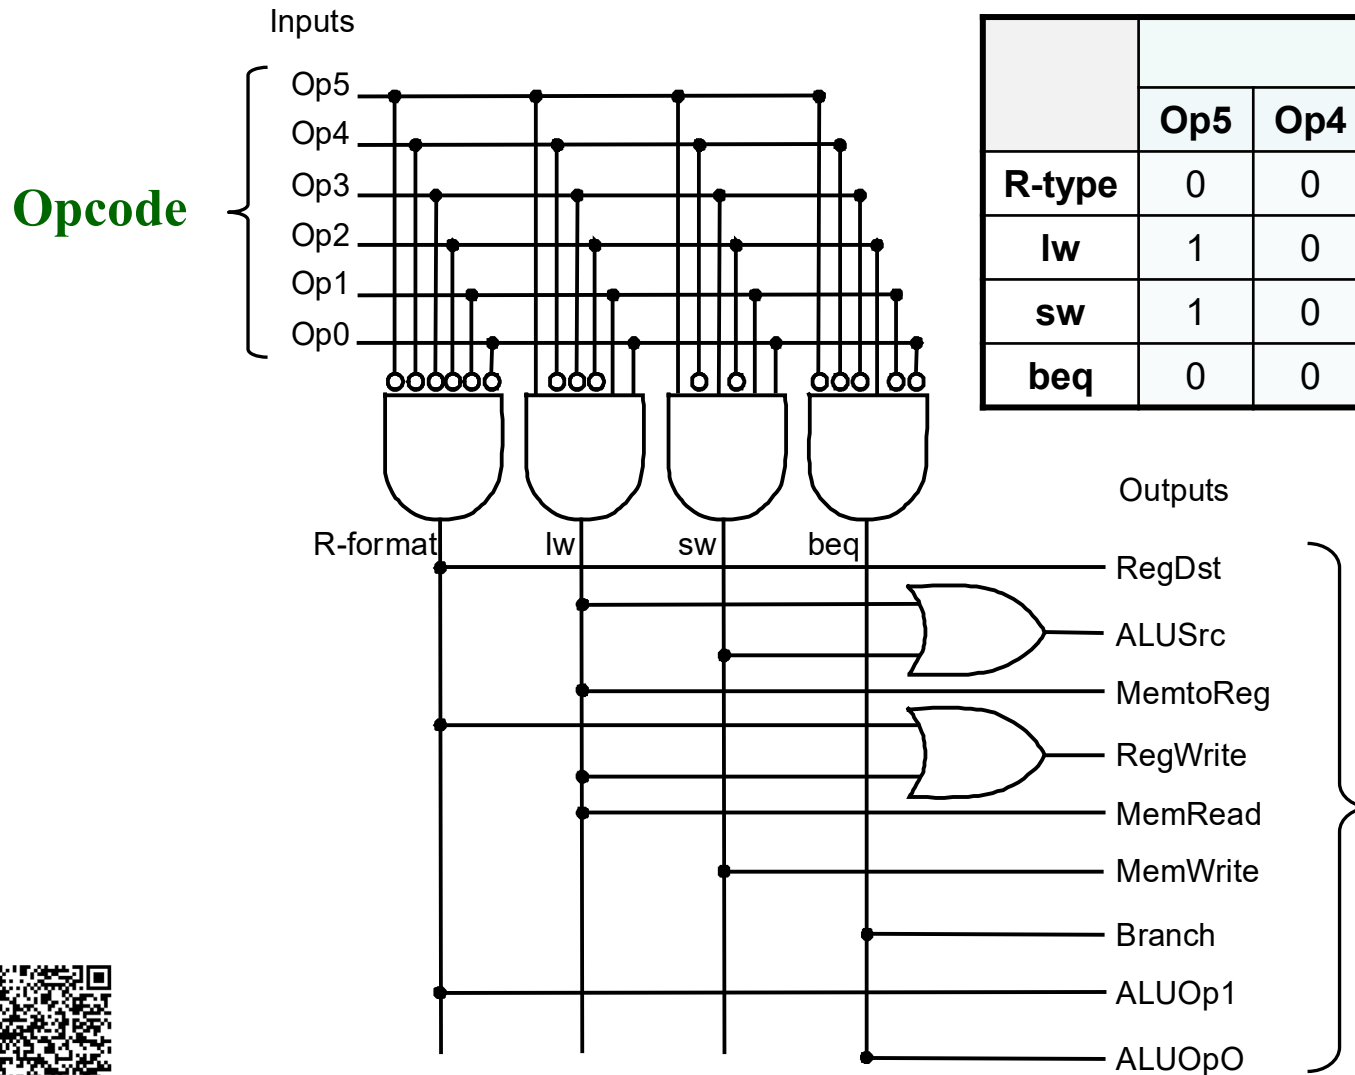 Inputs
Op5
Op4
Op3
Op2
Op1
Op0
Opcode
Op5 Op4
R-type 0 0
lw 1 0
sw 1 0
beq 0 0
Outputs
R-format lw sw beq
RegDst
ALUSrc
MemtoReg
RegWrite
MemRead
MemWrite
Branch
ALUOp1
ALUOpO